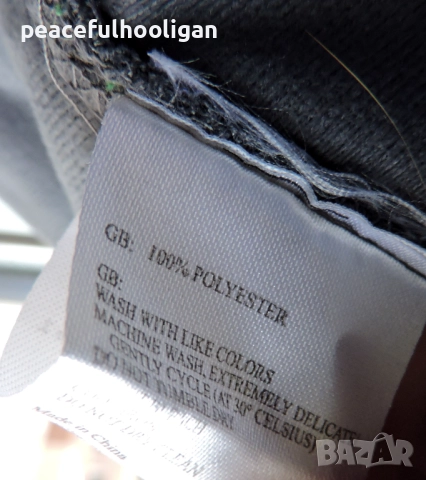 peacefulhooligan
GB: 100% POLYESTER
GB:
WASH WITH LIKE COLORS
MACHINE WASH, EXTREMELY DELICATE
GENTLY CYCLE (AT 30° CELSIUS)
DO NOT TUMBLE DRY
DO NOT DRY CLEAN
Made in China
BAZAR